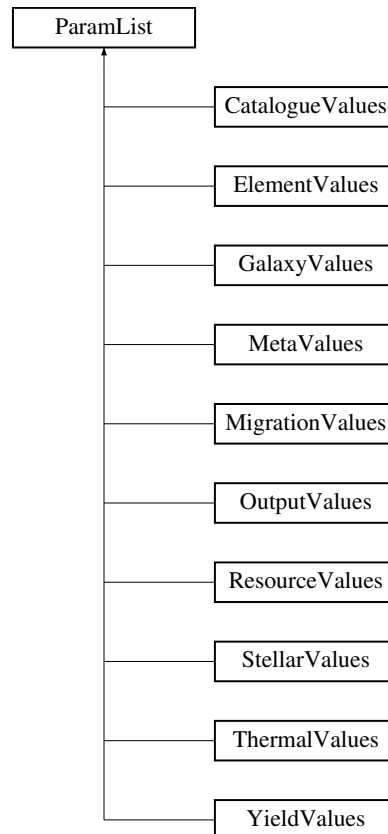 ParamList
CatalogueValues
ElementValues
GalaxyValues
MetaValues
MigrationValues
OutputValues
ResourceValues
StellarValues
ThermalValues
YieldValues